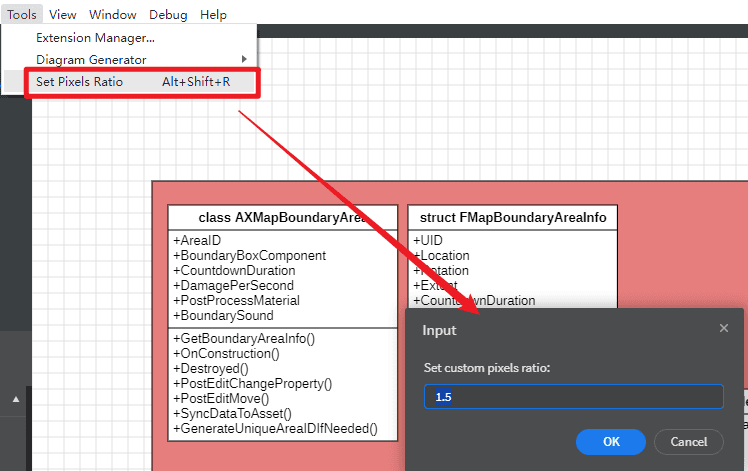 Tools View Window Debug Help
Extension Manager...
Diagram Generator
Set Pixels Ratio Alt+Shift+R
class AXMapBoundaryArea
+AreaID
+BoundaryBoxComponent
+CountdownDuration
+DamagePerSecond
+PostProcessMaterial
+BoundarySound
+GetBoundaryAreaInfo()
+OnConstruction()
+Destroyed()
+PostEditChangeProperty()
+PostEditMove()
+SyncDataToAsset()
+GenerateUniqueAreaIDIfNeeded()
struct FMapBoundaryAreaInfo
+UID
+Location
+Rotation
+Extent
+CountdownDuration
Input
Set custom pixels ratio:
1.5
OK Cancel